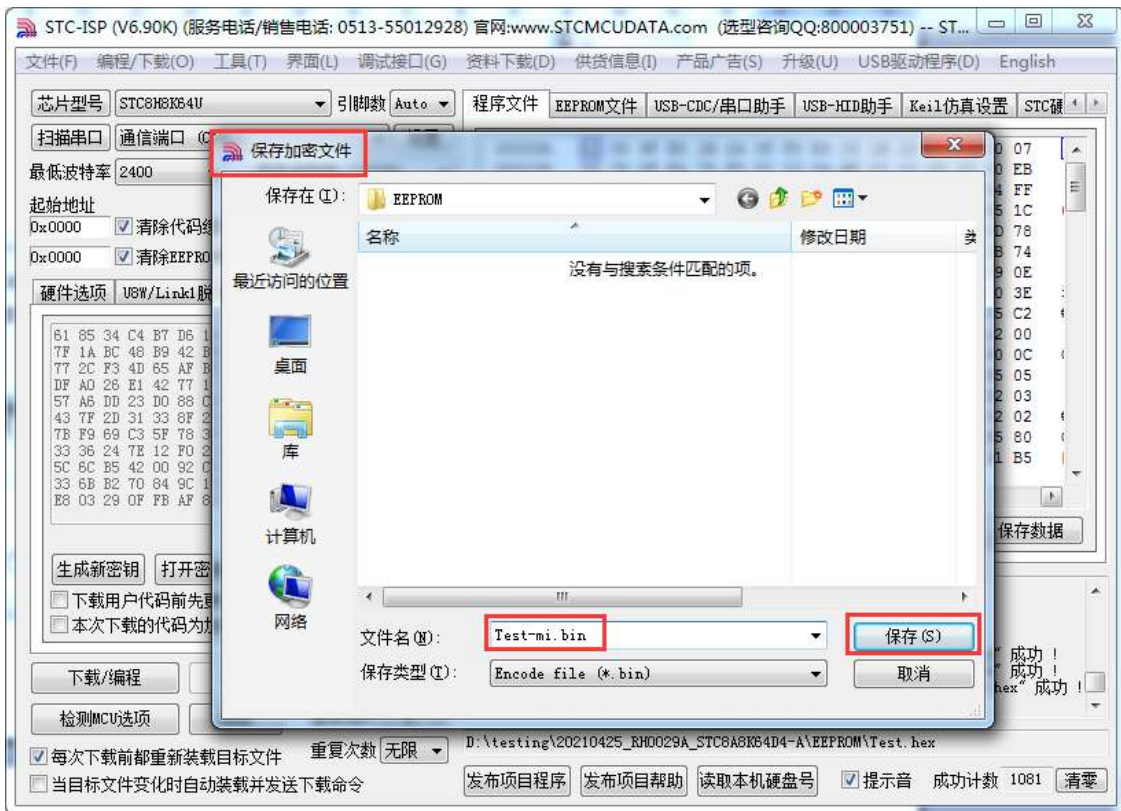 STC-ISP (V6.90K) (服务电话/销售电话: 0513-55012928) 官网:www.STCMCUDATA.com (选型咨询QQ:800003751) -- ST...
文件(F) 编程/下载(O) 工具(T) 界面(L) 调试接口(G) 资料下载(D) 供货信息(I) 产品广告(S) 升级(U) USB驱动程序(D) English
芯片型号 STC8H8K64U 引脚数 Auto 程序文件 EEPROM文件 USB-CDC/串口助手 USB-HID助手 Keil仿真设置 STC硬
扫描串口 通信端口 (C
最低波特率 2400
起始地址
0x0000 清除代码缓
0x0000 清除EEPRO
硬件选项 U8W/Link1脱
61 85 34 C4 B7 D6 1
7F 1A BC 48 B9 42 B
77 2C F3 4D 65 AF B
DF A0 26 E1 42 77 1
57 A6 DD 23 D0 88 C
43 7F 2D 31 33 8F 2
7B F9 69 C3 5F 78 3
33 36 24 7E 12 F0 2
5C 6C B5 42 00 92 C
33 6B B2 70 84 9C 1
E8 03 29 0F FB AF 8
生成新密钥 打开密
下载用户代码前先更
本次下载的代码为加
下载/编程
检测MCU选项
每次下载前都重新装载目标文件 重复次数 无限
当目标文件变化时自动装载并发送下载命令
保存加密文件
保存在(I): EEPROM
名称 修改日期 类
没有与搜索条件匹配的项。
最近访问的位置
桌面
库
计算机
网络
文件名(N): Test-mi.bin 保存(S)
保存类型(T): Encode file (*.bin) 取消
07
EB
FF
1C
78
74
0E
3E
C2
00
0C
05
03
02
80
B5
保存数据
" 成功 !
" 成功 !
hex" 成功 !
D:\testing\20210425_RH0029A_STC8A8K64D4-A\EEPROM\Test.hex
发布项目程序 发布项目帮助 读取本机硬盘号 提示音 成功计数 1081 清零